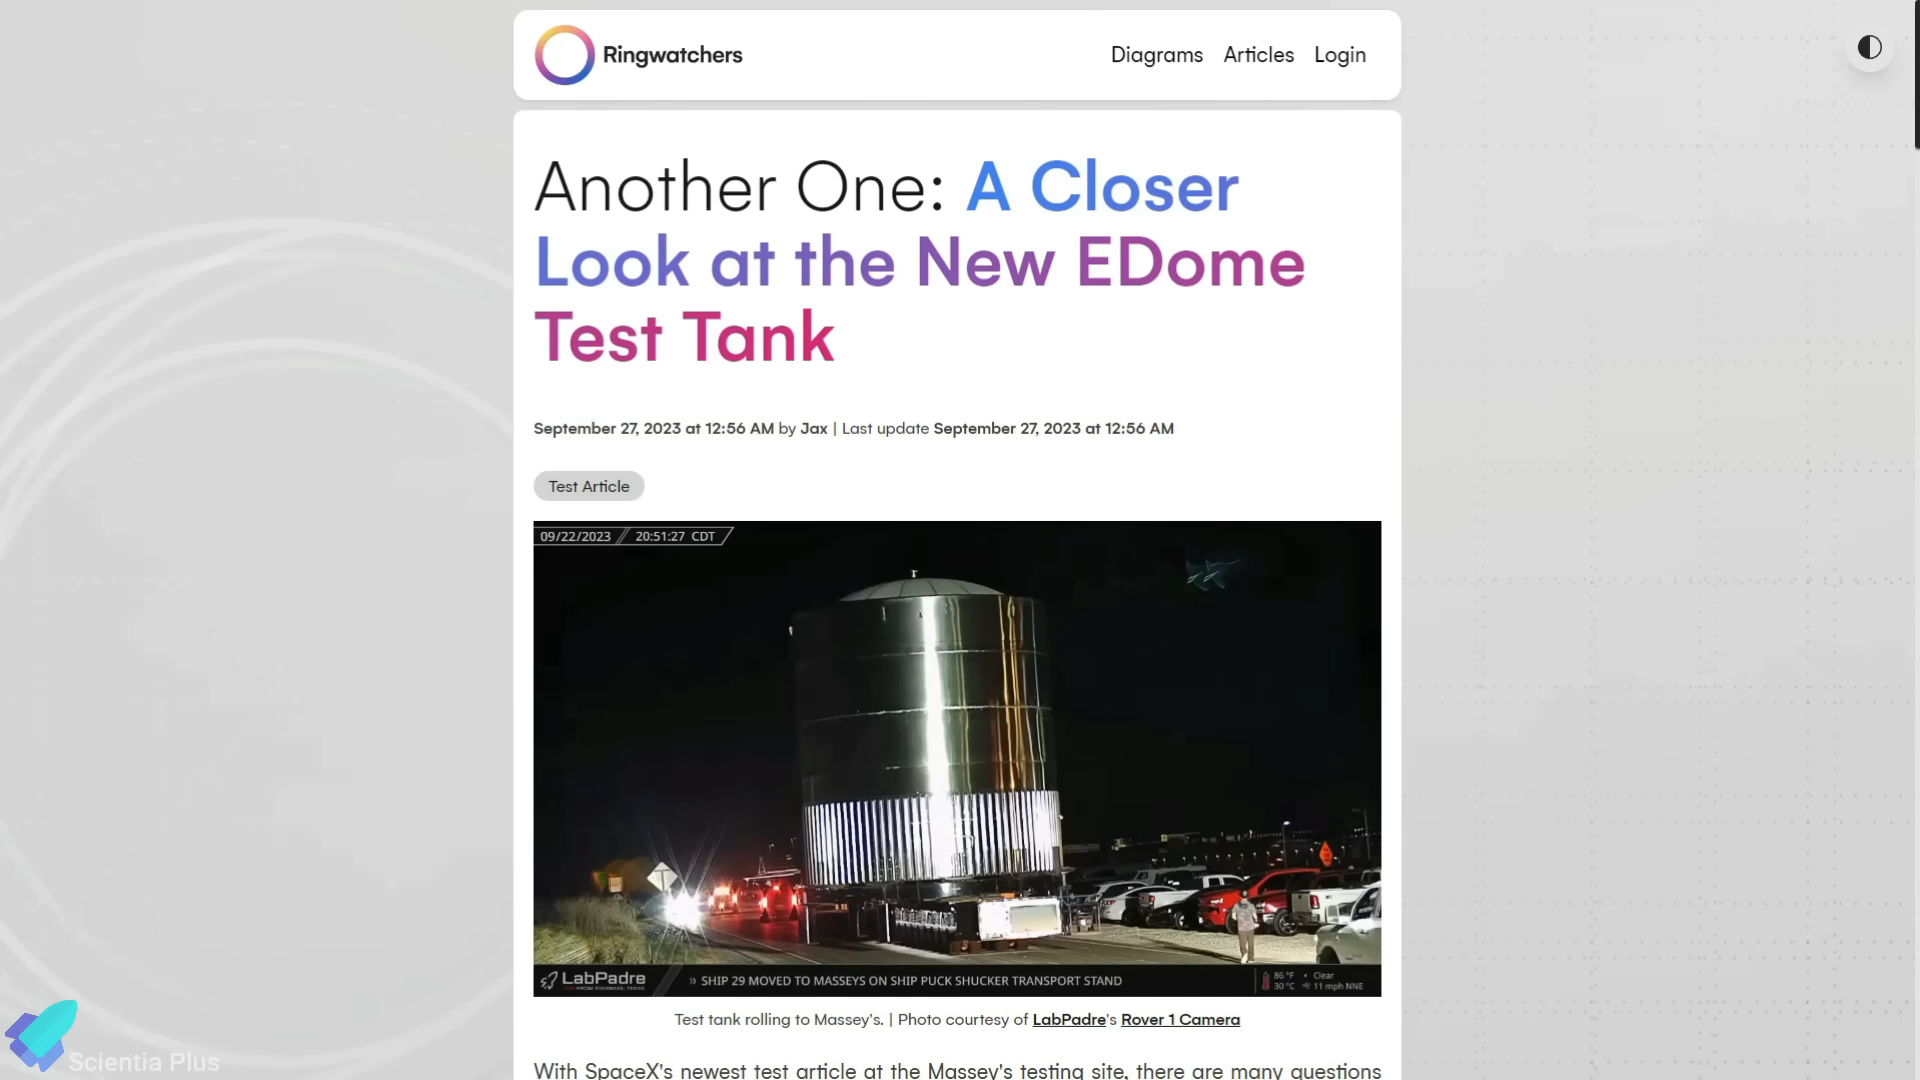 Ringwatchers
Diagrams Articles Login
Another One: A Closer
Look at the New EDome
Test Tank
September 27, 2023 at 12:56 AM by Jax | Last update September 27, 2023 at 12:56 AM
Test Article
09/22/2023 20:51:27 CDT
LabPadre
» SHIP 29 MOVED TO MASSEYS ON SHIP PUCK SHUCKER TRANSPORT STAND
86 °F • Clear
30 °C 11 mph NNE
Test tank rolling to Massey's. | Photo courtesy of LabPadre's Rover 1 Camera
Scientia Plus
With SpaceX's newest test article at the Massey's testing site, there are many questions